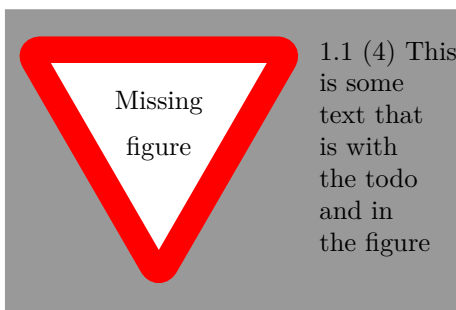 Missing
figure
1.1 (4) This
is some
text that
is with
the todo
and in
the figure